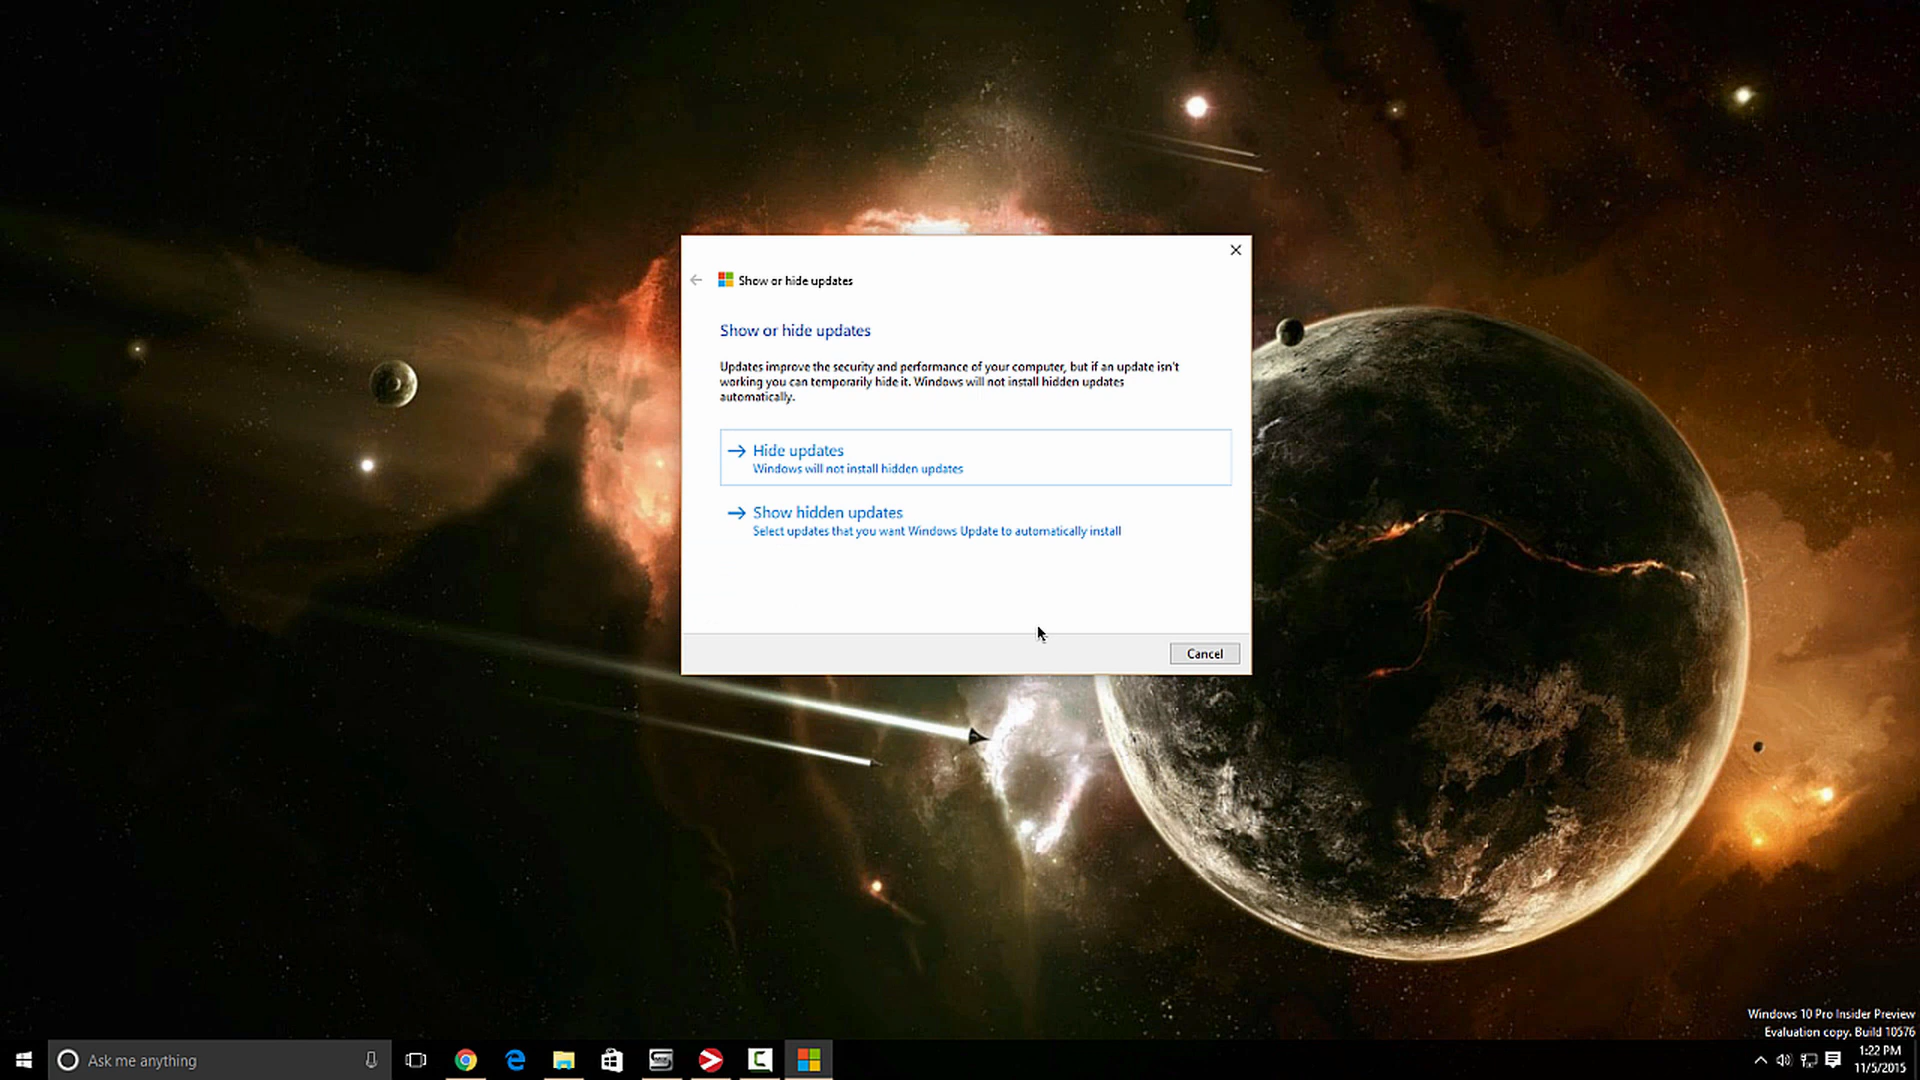 Show or hide updates
Show or hide updates
Updates improve the security and performance of your computer, but if an update isn't
working you can temporarily hide it. Windows will not install hidden updates
automatically.
Hide updates
Windows will not install hidden updates
Show hidden updates
Select updates that you want Windows Update to automatically install
Cancel
Windows 10 Pro Insider Preview
Evaluation copy. Build 10576
Ask me anything
1:22 PM
11/5/2015